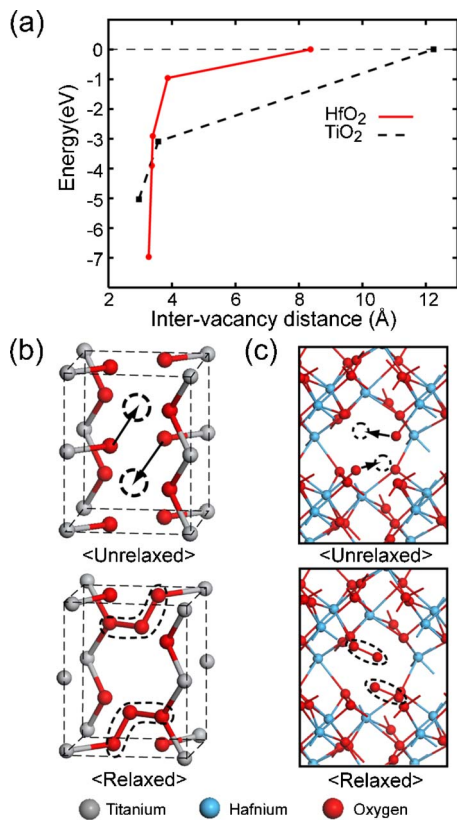 (a)
0
-1
-2
-3
-4
-5
-6
-7
Energy(eV)
HfO₂
TiO₂
2 4 6 8 10 12
Inter-vacancy distance (Å)
(b) (c)
<Unrelaxed> <Unrelaxed>
<Relaxed> <Relaxed>
Titanium Hafnium Oxygen